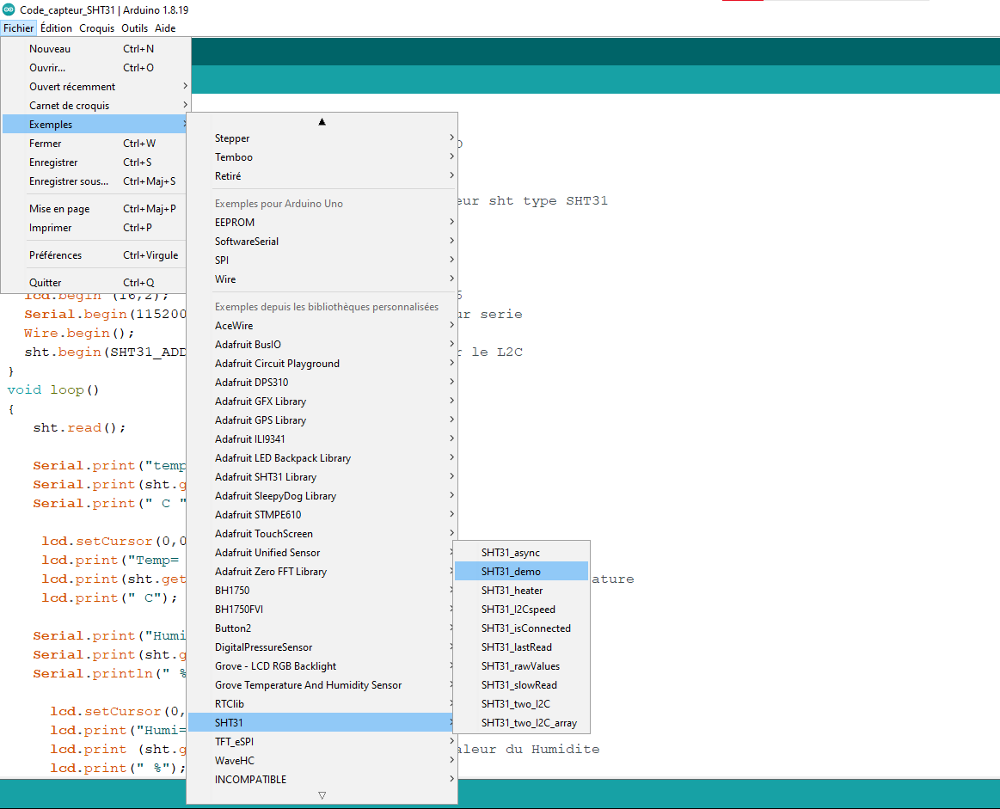 Code_capteur_SHT31 | Arduino 1.8.19
Fichier Édition Croquis Outils Aide
Nouveau Ctrl+N
Ouvrir... Ctrl+O
Ouvert récemment
Carnet de croquis
Exemples
Fermer Ctrl+W
Enregistrer Ctrl+S
Enregistrer sous... Ctrl+Maj+S
Mise en page Ctrl+Maj+P
Imprimer Ctrl+P
Préférences Ctrl+Virgule
Quitter Ctrl+Q
Stepper
Temboo
Retiré
Exemples pour Arduino Uno
EEPROM
SoftwareSerial
SPI
Wire
Exemples depuis les bibliothèques personnalisées
AceWire
Adafruit BusIO
Adafruit Circuit Playground
Adafruit DPS310
Adafruit GFX Library
Adafruit GPS Library
Adafruit ILI9341
Adafruit LED Backpack Library
Adafruit SHT31 Library
Adafruit SleepyDog Library
Adafruit STMPE610
Adafruit TouchScreen
Adafruit Unified Sensor
Adafruit Zero FFT Library
BH1750
BH1750FVI
Button2
DigitalPressureSensor
Grove - LCD RGB Backlight
Grove Temperature And Humidity Sensor
RTClib
SHT31
TFT_eSPI
WaveHC
INCOMPATIBLE
SHT31_async
SHT31_demo
SHT31_heater
SHT31_I2Cspeed
SHT31_isConnected
SHT31_lastRead
SHT31_rawValues
SHT31_slowRead
SHT31_two_I2C
SHT31_two_I2C_array
eur sht type SHT31
lcd.begin (16,2);
Serial.begin(115200 ur serie
Wire.begin();
sht.begin(SHT31_ADD r le L2C
}
void loop()
{
sht.read();
Serial.print("temp
Serial.print(sht.g
Serial.print(" C "
lcd.setCursor(0,0
lcd.print("Temp=
lcd.print(sht.get ature
lcd.print(" C");
Serial.print("Humi
Serial.print(sht.g
Serial.println(" %
lcd.setCursor(0,
lcd.print("Humi=
lcd.print (sht.g aleur du Humidite
lcd.print(" %");